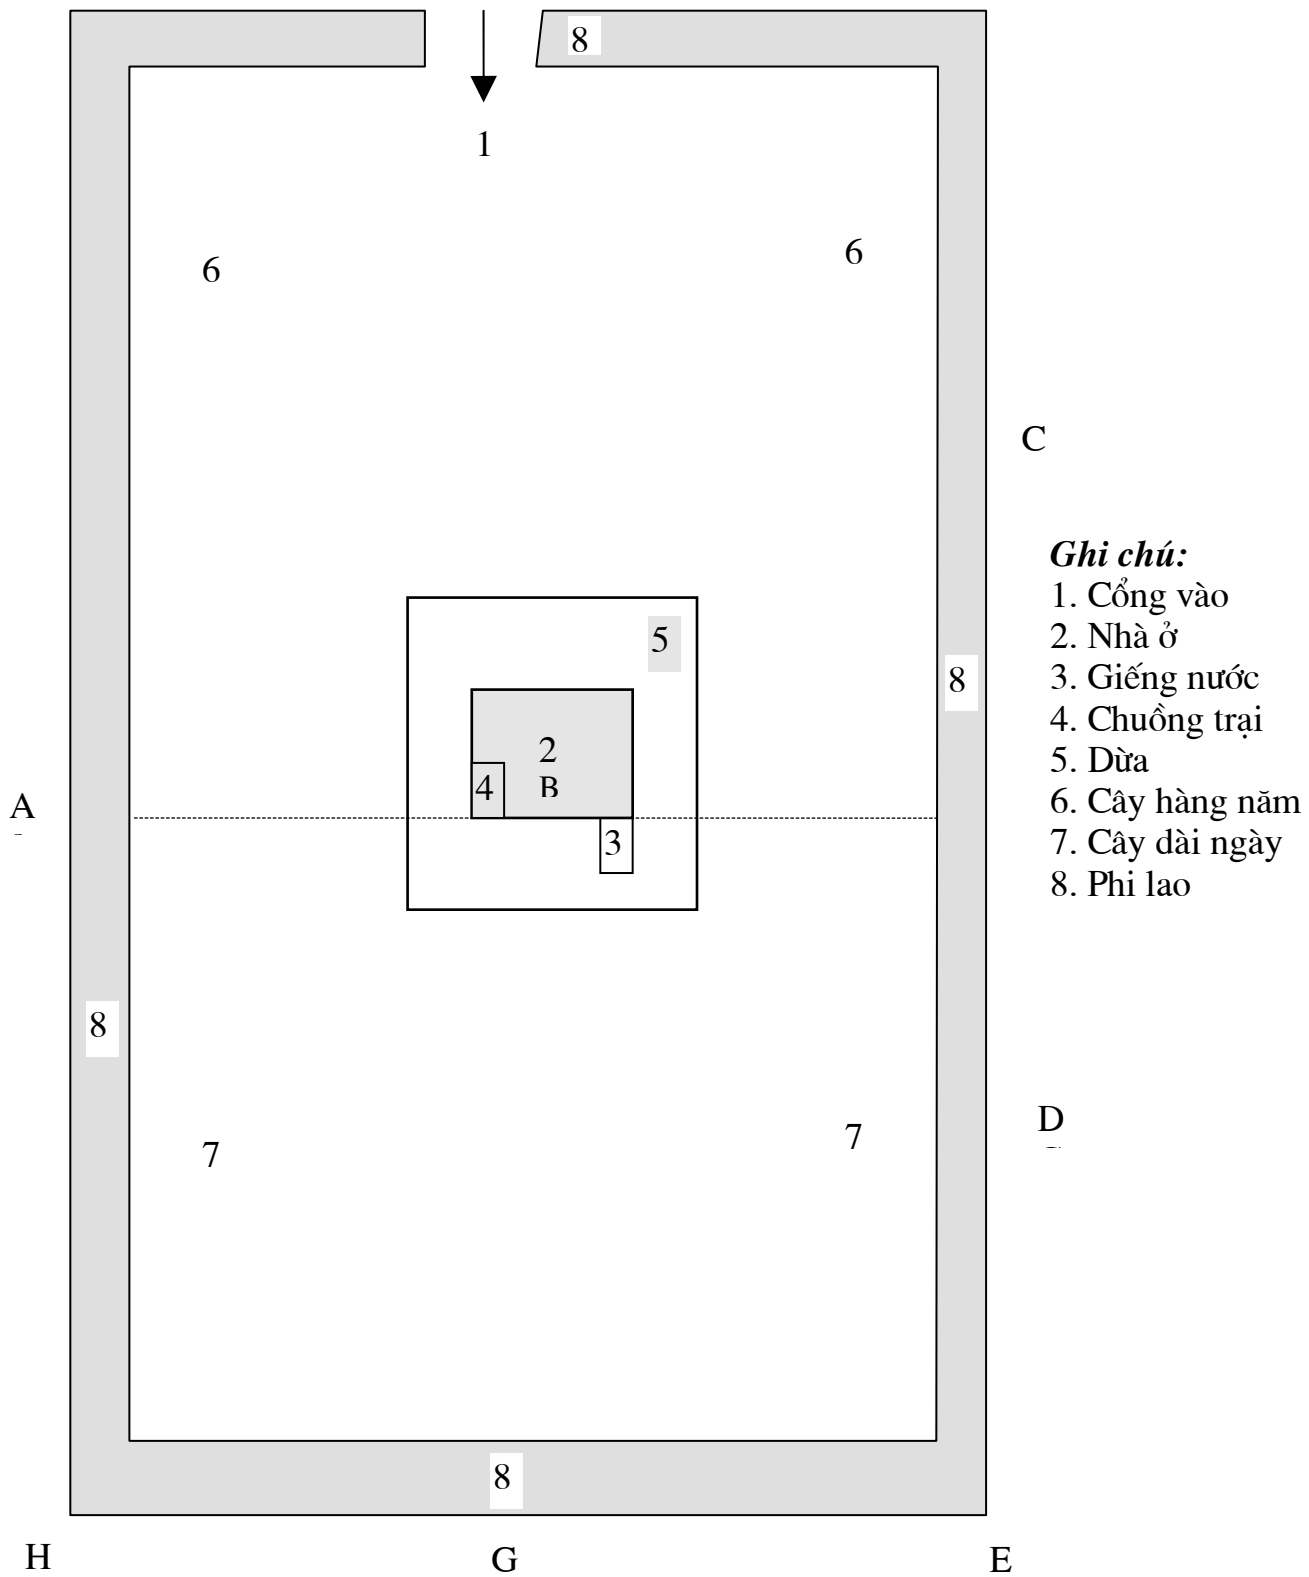 8
1
6
6
C
Ghi chú:
1. Cổng vào
2. Nhà ở
3. Giếng nước
4. Chuồng trại
5. Dừa
6. Cây hàng năm
7. Cây dài ngày
8. Phi lao
5
8
2
4
B
A
3
8
D
7
7
8
H
G
E